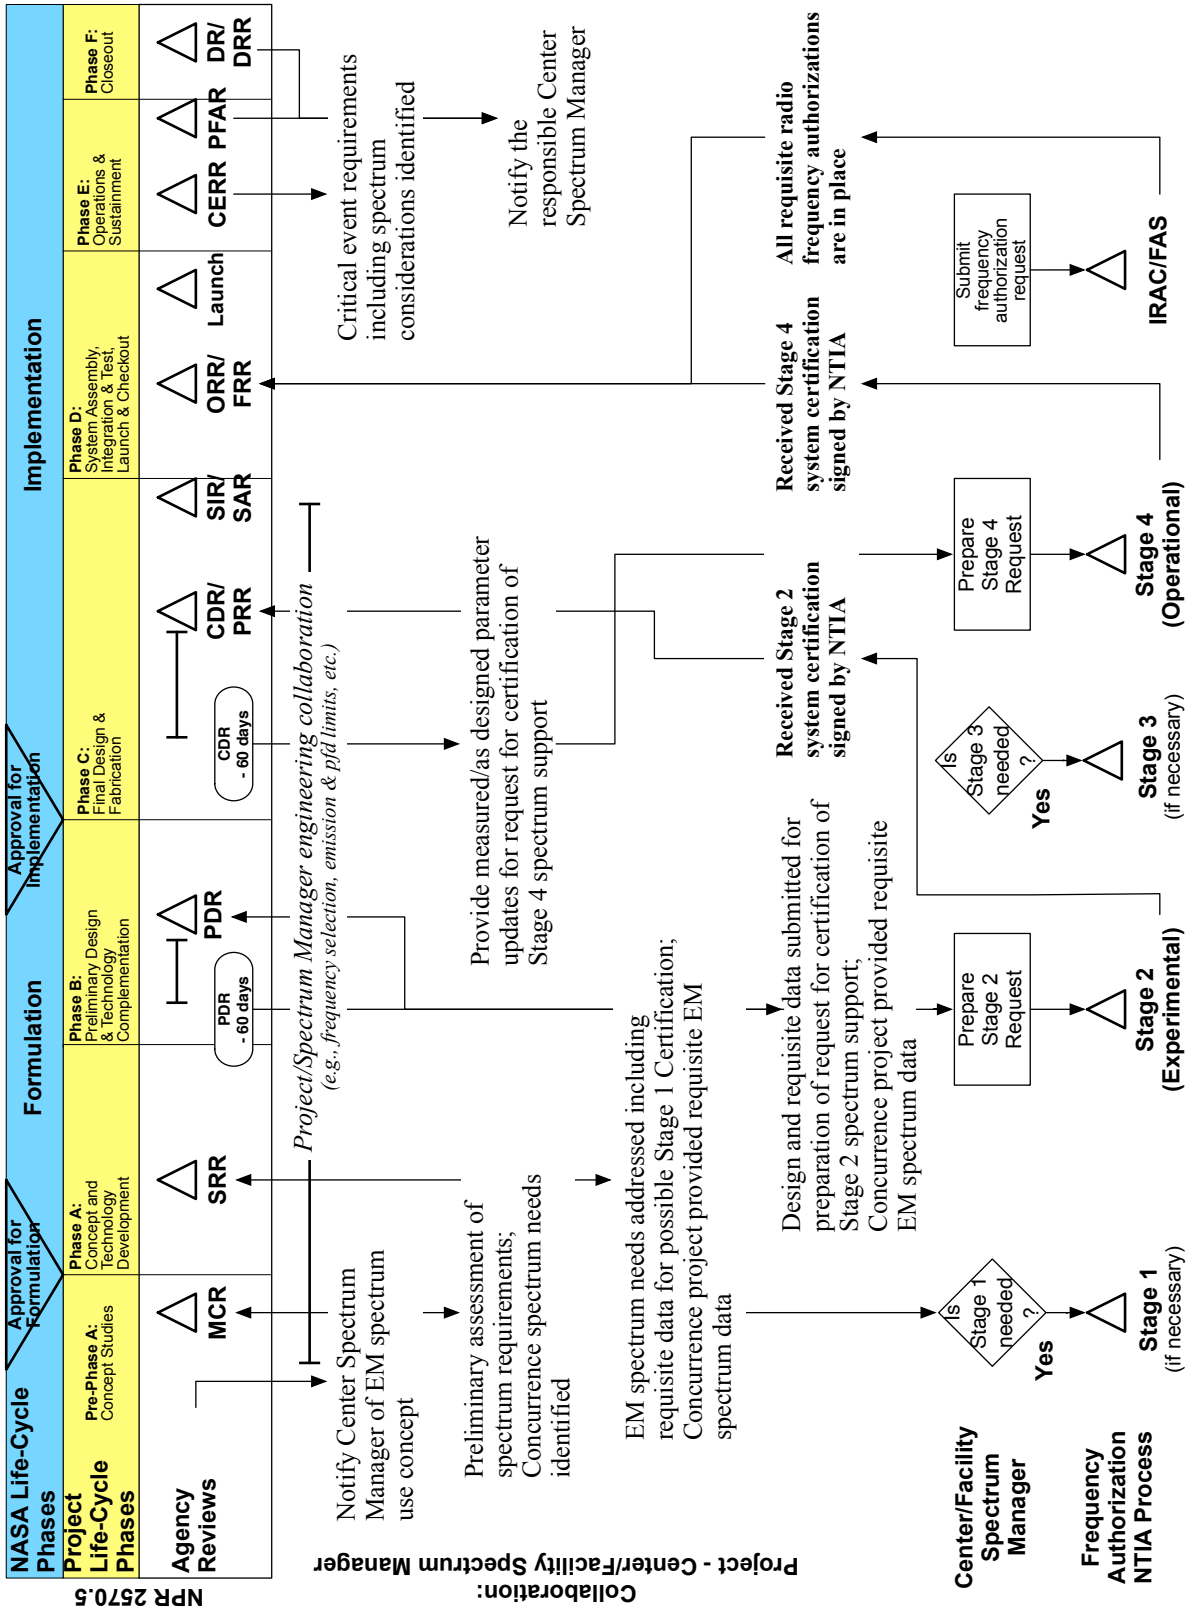 NPR 2570.5
NASA Life-Cycle
Phases
Formulation
Implementation
Approval for
Formulation
Approval for
Implementation
Project
Life-Cycle
Phases
Pre-Phase A:
Concept Studies
Phase A:
Concept and
Technology
Development
Phase B:
Preliminary Design
& Technology
Complementation
Phase C:
Final Design &
Fabrication
Phase D:
System Assembly,
Integration & Test,
Launch & Checkout
Phase E:
Operations &
Sustainment
Phase F:
Closeout
Agency
Reviews
MCR
SRR
PDR
CDR/
PRR
SIR/
SAR
ORR/
FRR
Launch
CERR
PFAR
DR/
DRR
PDR
- 60 days
CDR
- 60 days
Collaboration:
Project - Center/Facility Spectrum Manager
Project/Spectrum Manager engineering collaboration
(e.g., frequency selection, emission & pfd limits, etc.)
Notify Center Spectrum
Manager of EM spectrum
use concept
Preliminary assessment of
spectrum requirements;
Concurrence spectrum needs
identified
EM spectrum needs addressed including
requisite data for possible Stage 1 Certification;
Concurrence project provided requisite EM
spectrum data
Design and requisite data submitted for
preparation of request for certification of
Stage 2 spectrum support;
Concurrence project provided requisite
EM spectrum data
Provide measured/as designed parameter
updates for request for certification of
Stage 4 spectrum support
Critical event requirements
including spectrum
considerations identified
Notify the
responsible Center
Spectrum Manager
Received Stage 2
system certification
signed by NTIA
Received Stage 4
system certification
signed by NTIA
All requisite radio
frequency authorizations
are in place
Center/Facility
Spectrum
Manager
Is
Stage 1
needed
?
Yes
Prepare
Stage 2
Request
Is
Stage 3
needed
?
Yes
Prepare
Stage 4
Request
Submit
frequency
authorization
request
Frequency
Authorization
NTIA Process
Stage 1
(if necessary)
Stage 2
(Experimental)
Stage 3
(if necessary)
Stage 4
(Operational)
IRAC/FAS